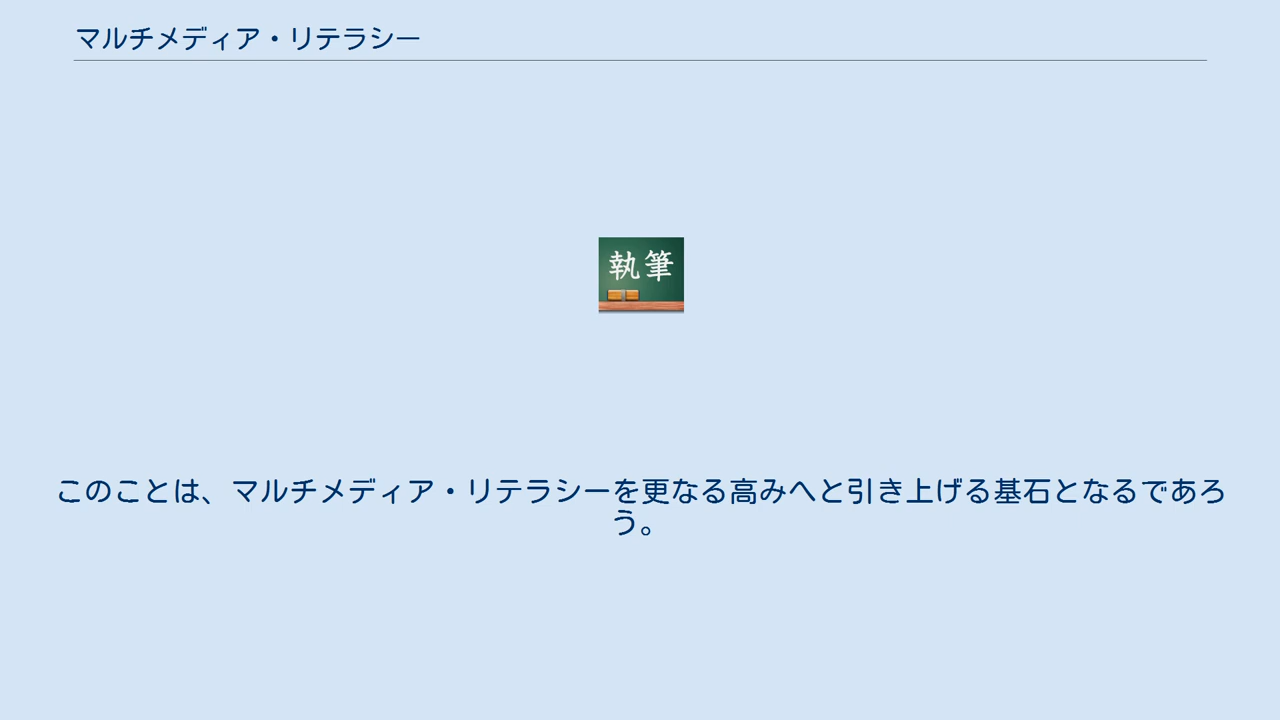 マルチメディア・リテラシー
執筆
このことは、マルチメディア・リテラシーを更なる高みへと引き上げる基石となるであろ
う。